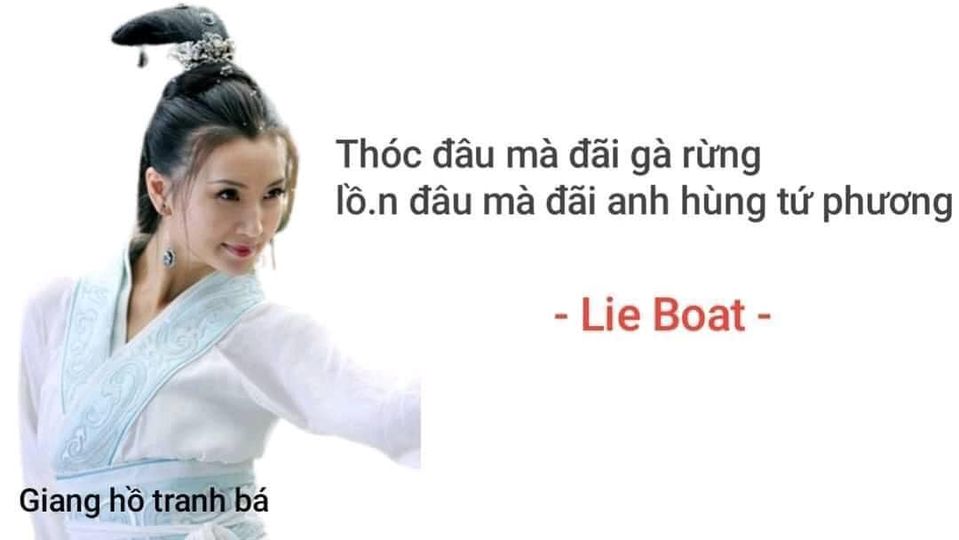 Thóc đâu mà đãi gà rừng
lồ.n đâu mà đãi anh hùng tứ phương
- Lie Boat -
Giang hồ tranh bá